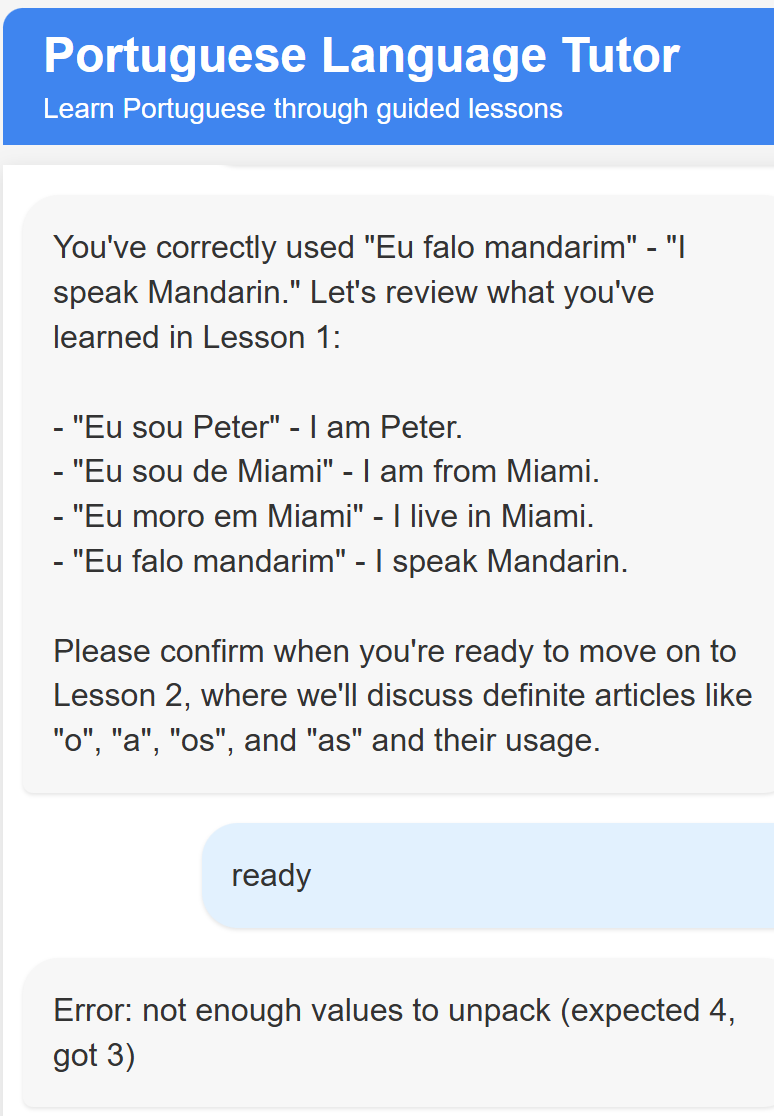 Portuguese Language Tutor
Learn Portuguese through guided lessons
You've correctly used "Eu falo mandarim" - "I
speak Mandarin." Let's review what you've
learned in Lesson 1:
- "Eu sou Peter" - I am Peter.
- "Eu sou de Miami" - I am from Miami.
- "Eu moro em Miami" - I live in Miami.
- "Eu falo mandarim" - I speak Mandarin.
Please confirm when you're ready to move on to
Lesson 2, where we'll discuss definite articles like
"o", "a", "os", and "as" and their usage.
ready
Error: not enough values to unpack (expected 4,
got 3)